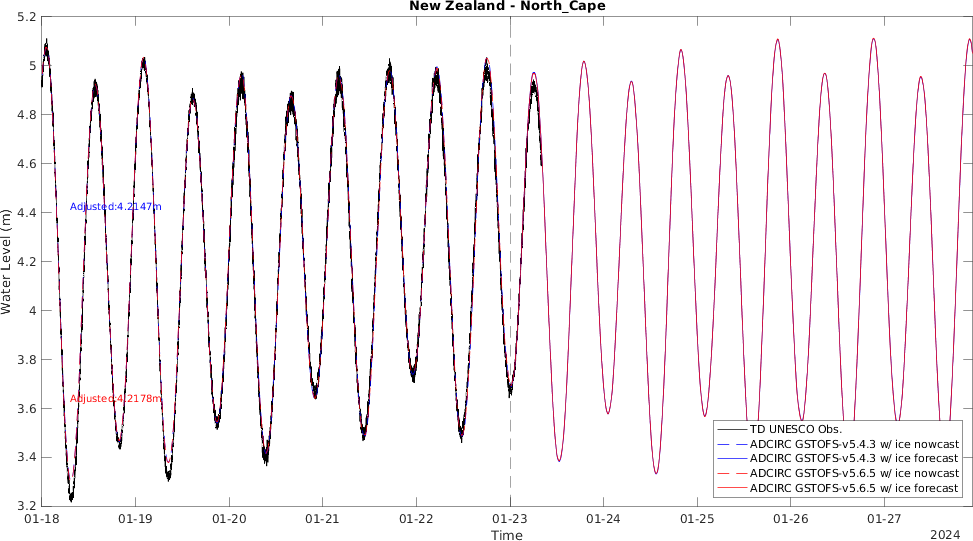 New Zealand - North_Cape
5.2
5
4.8
4.6
4.4
4.2
4
3.8
3.6
3.4
3.2
Water Level (m)
Adjusted:4.2147m
Adjusted:4.2178m
TD UNESCO Obs.
ADCIRC GSTOFS-v5.4.3 w/ ice nowcast
ADCIRC GSTOFS-v5.4.3 w/ ice forecast
ADCIRC GSTOFS-v5.6.5 w/ ice nowcast
ADCIRC GSTOFS-v5.6.5 w/ ice forecast
01-18 01-19 01-20 01-21 01-22 01-23 01-24 01-25 01-26 01-27
Time
2024